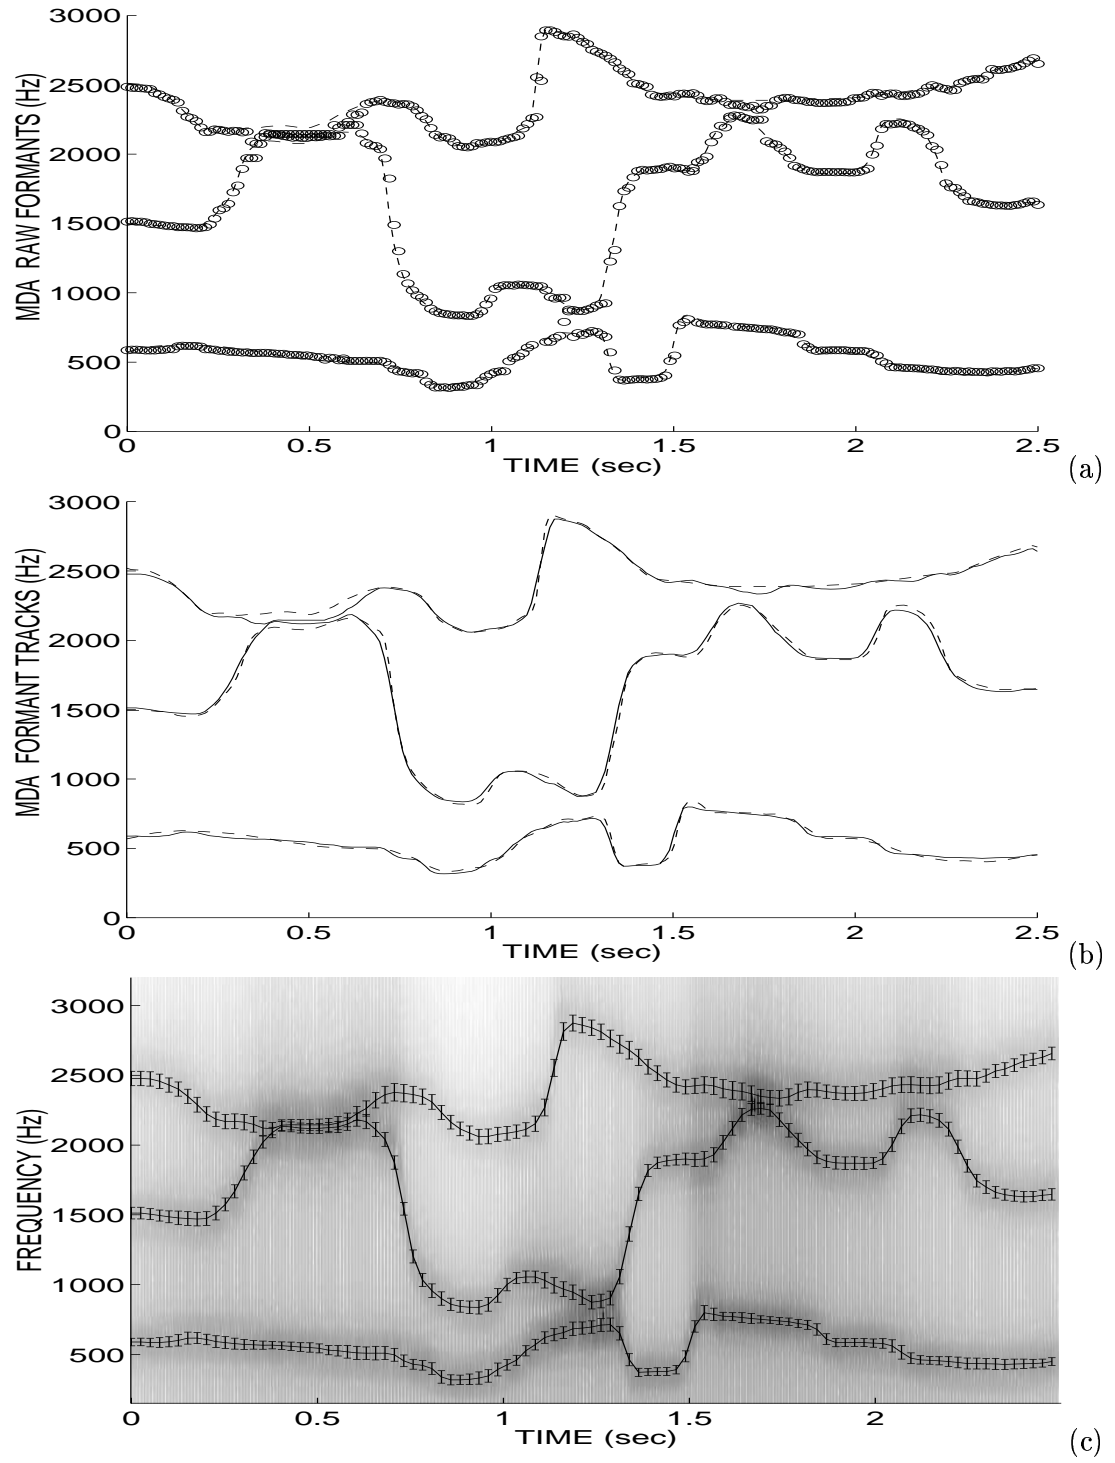 3000
2500
2000
1500
1000
500
0
MDA RAW FORMANTS (Hz)
0 0.5 1 1.5 2 2.5
TIME (sec)
(a)
3000
2500
2000
1500
1000
500
0
MDA FORMANT TRACKS (Hz)
0 0.5 1 1.5 2 2.5
TIME (sec)
(b)
3000
2500
2000
1500
1000
500
FREQUENCY (Hz)
0 0.5 1 1.5 2
TIME (sec)
(c)